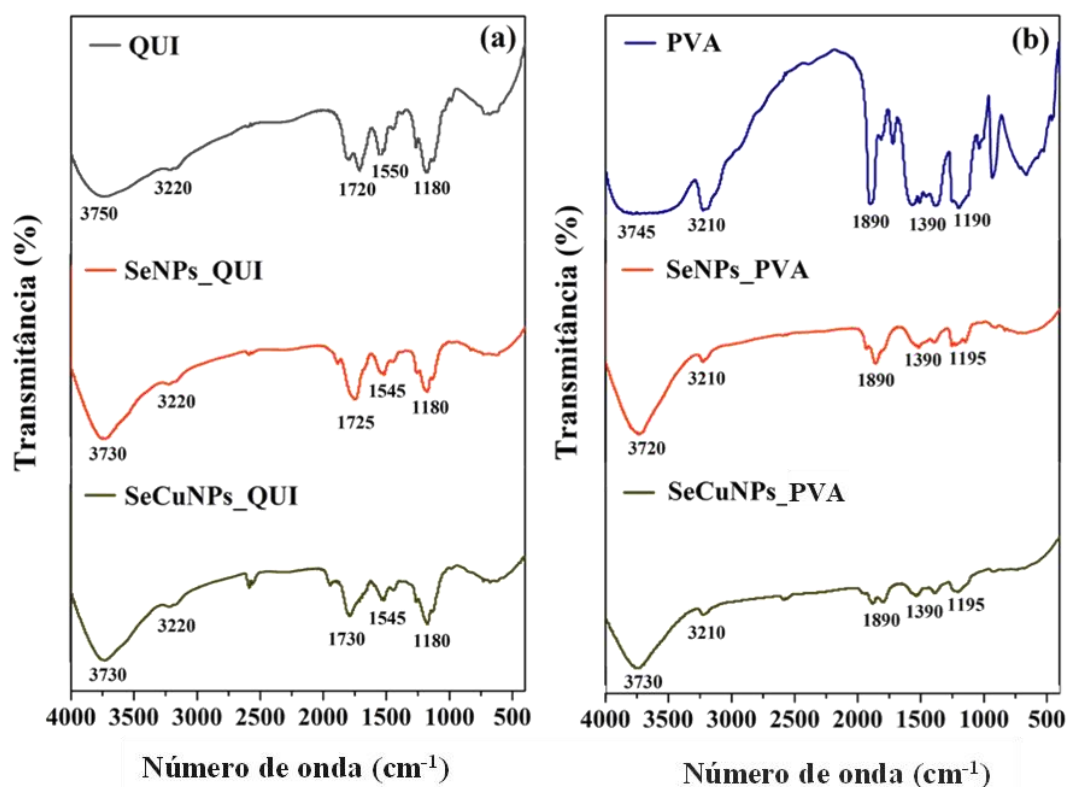 Transmitância (%)
QUI
(a)
3750
3220
1720
1550
1180
SeNPs_QUI
3730
3220
1725
1545
1180
SeCuNPs_QUI
3730
3220
1730
1545
1180
4000 3500 3000 2500 2000 1500 1000 500
Número de onda (cm⁻¹)
Transmitância (%)
PVA
(b)
3745
3210
1890
1390
1190
SeNPs_PVA
3720
3210
1890
1390
1195
SeCuNPs_PVA
3730
3210
1890
1390
1195
4000 3500 3000 2500 2000 1500 1000 500
Número de onda (cm⁻¹)